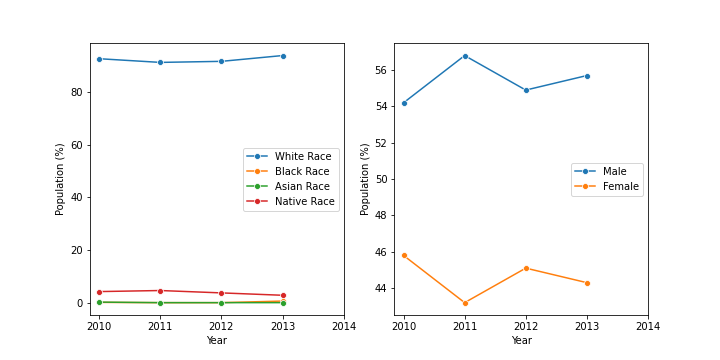 Population (%)
80
60
40
20
0
2010 2011 2012 2013 2014
Year
White Race
Black Race
Asian Race
Native Race
Population (%)
56
54
52
50
48
46
44
2010 2011 2012 2013 2014
Year
Male
Female